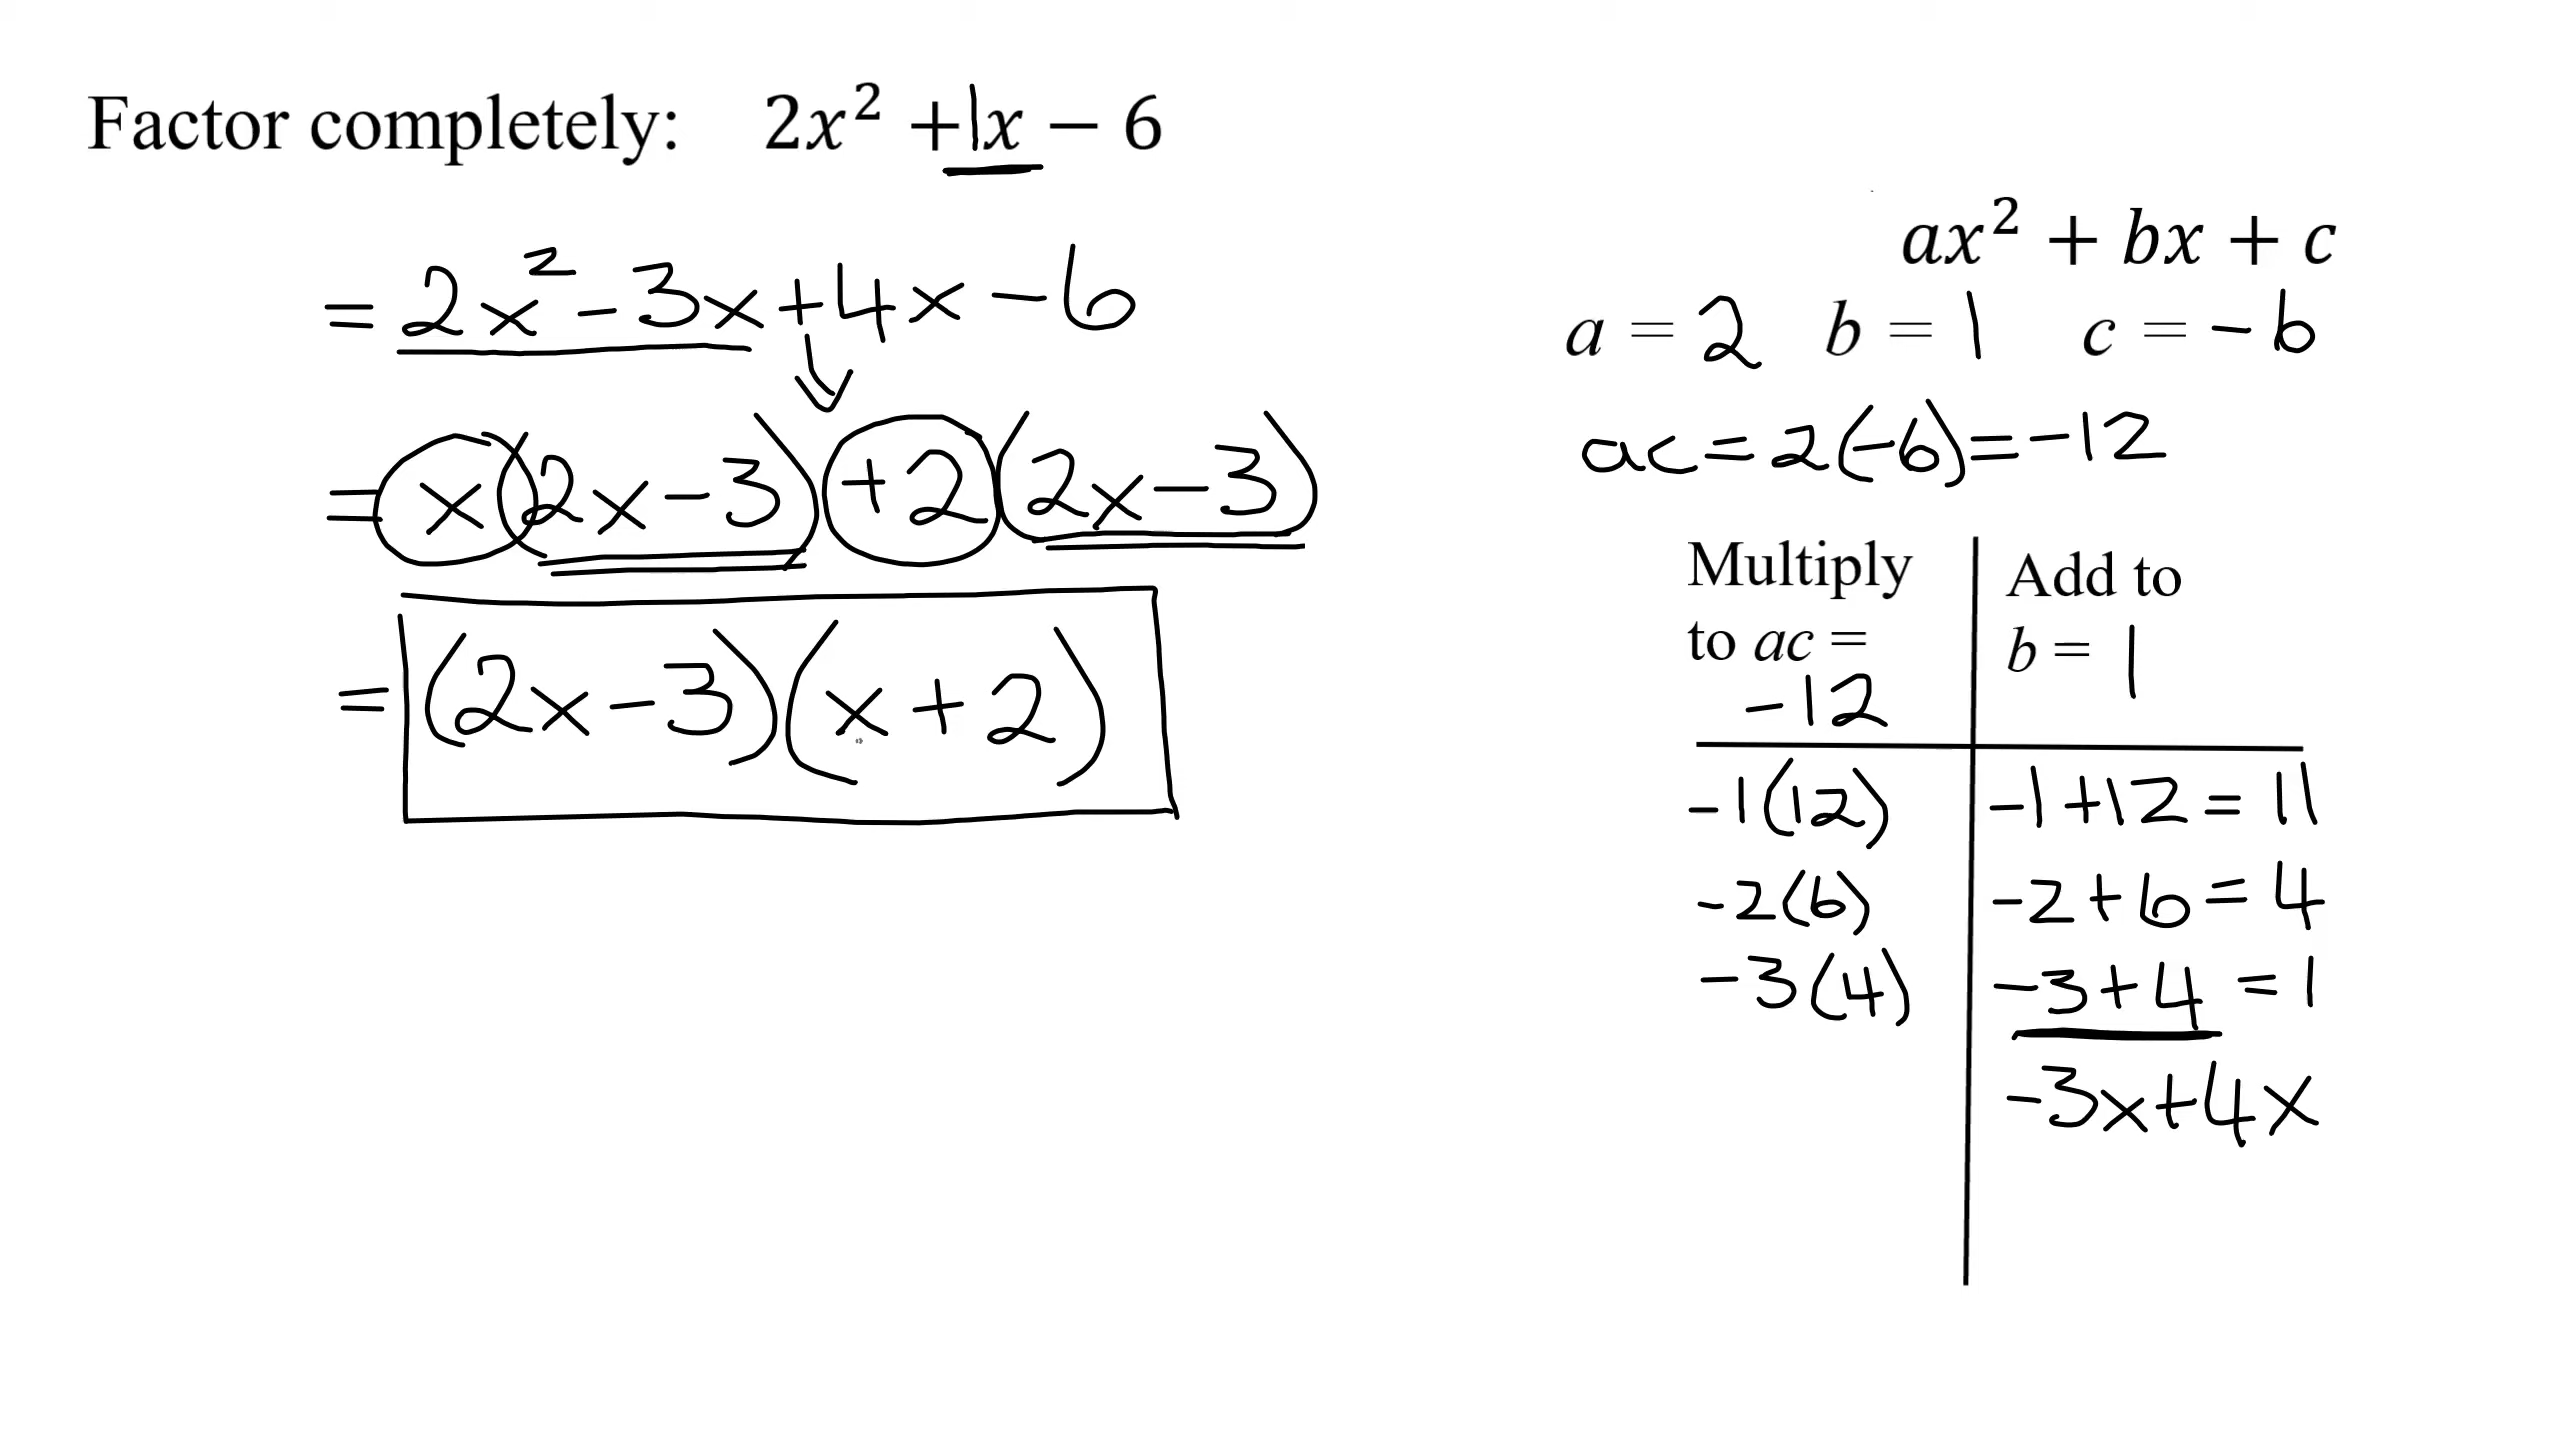 Factor completely: 2x² + 1x − 6
= 2x² − 3x + 4x − 6
= x(2x − 3) + 2(2x − 3)
= (2x − 3)(x + 2)
ax² + bx + c
a = 2 b = 1 c = −6
ac = 2(−6) = −12
Multiply to ac = −12
Add to b = 1
−1(12) −1 + 12 = 11
−2(6) −2 + 6 = 4
−3(4) −3 + 4 = 1
−3x + 4x